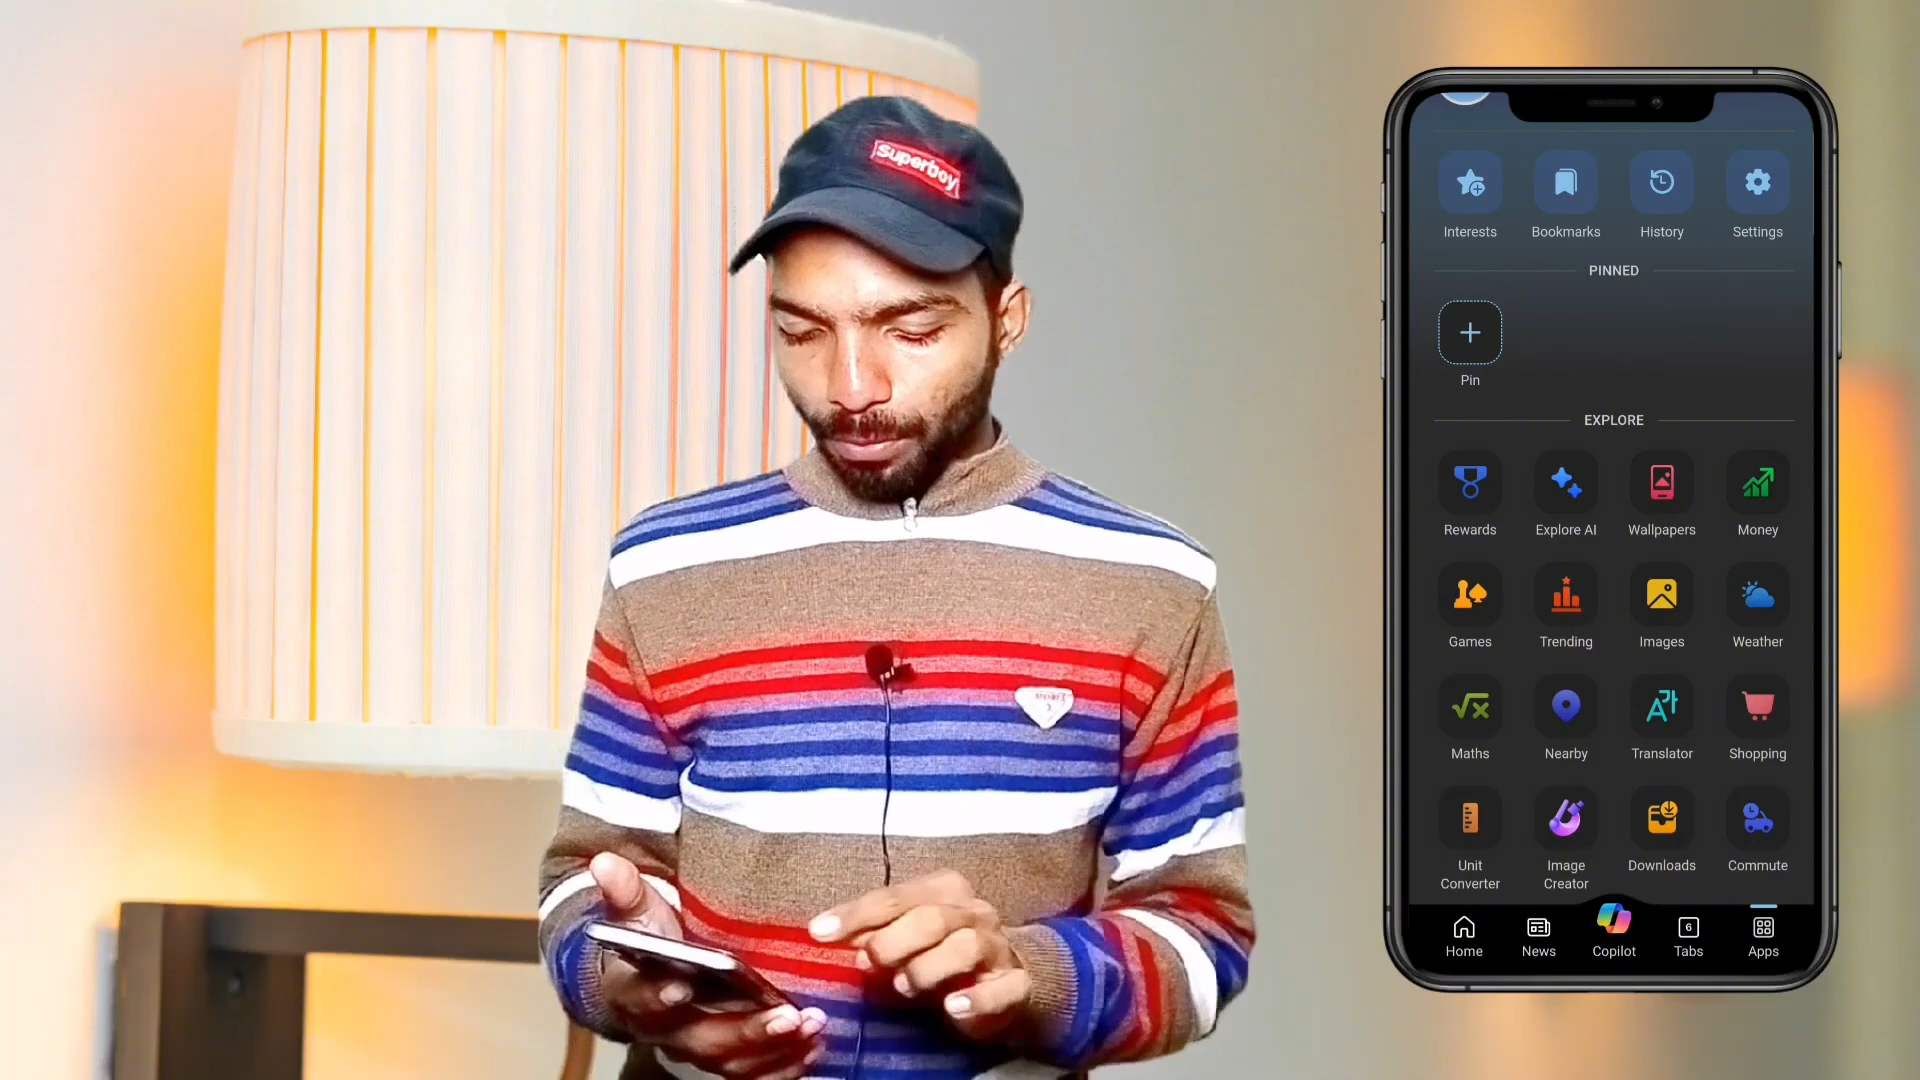 superboy
Interests Bookmarks History Settings
PINNED
Pin
EXPLORE
Rewards Explore AI Wallpapers Money
Games Trending Images Weather
Maths Nearby Translator Shopping
Unit Converter Image Creator Downloads Commute
6
Home News Copilot Tabs Apps